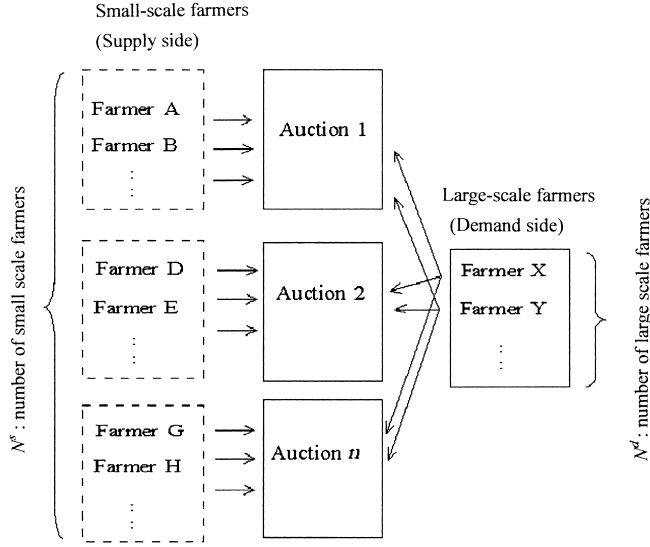 Small-scale farmers
(Supply side)
Farmer A
Farmer B
Auction 1
Farmer D
Farmer E
Auction 2
Farmer G
Farmer H
Auction n
Large-scale farmers
(Demand side)
Farmer X
Farmer Y
N^s : number of small scale farmers
N^d : number of large scale farmers